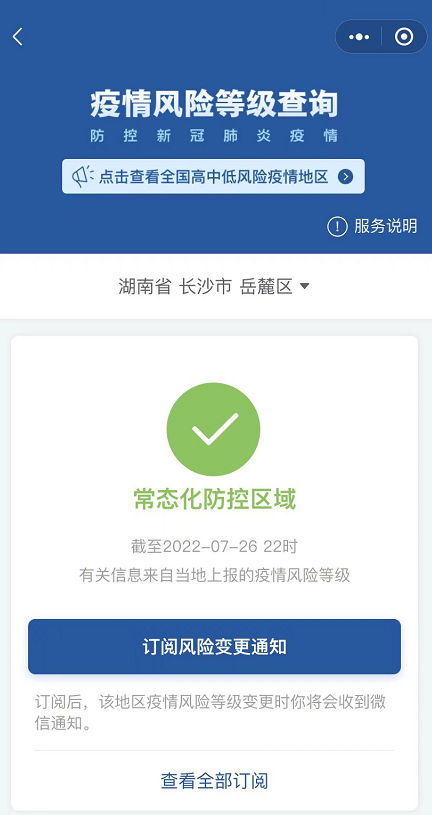 疫情风险等级查询
防控新冠肺炎疫情
点击查看全国高中低风险疫情地区
服务说明
湖南省 长沙市 岳麓区
常态化防控区域
截至2022-07-26 22时
有关信息来自当地上报的疫情风险等级
订阅风险变更通知
订阅后，该地区疫情风险等级变更时你将会收到微
信通知。
查看全部订阅